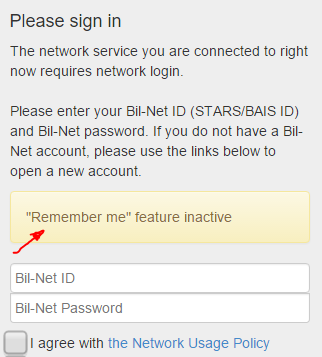 Please sign in
The network service you are connected to right
now requires network login.
Please enter your Bil-Net ID (STARS/BAIS ID)
and Bil-Net password. If you do not have a Bil-
Net account, please use the links below to
open a new account.
"Remember me" feature inactive
Bil-Net ID
Bil-Net Password
I agree with the Network Usage Policy